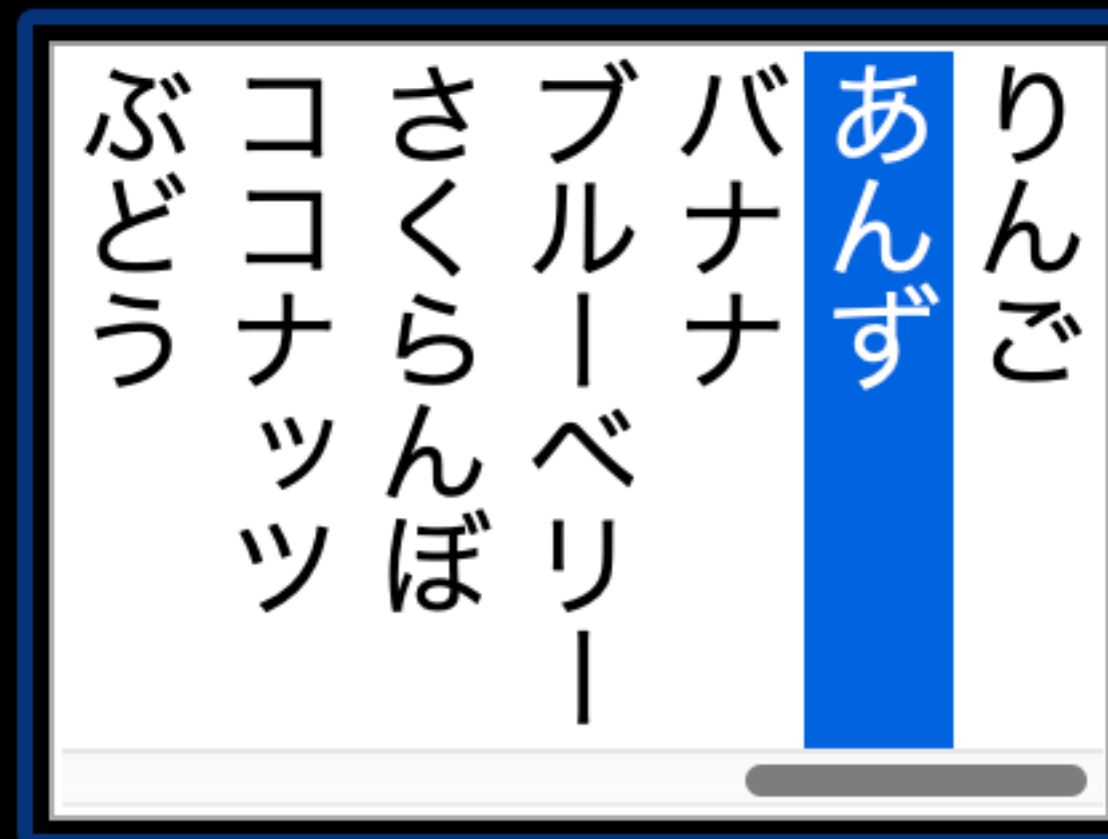 りんご
あんず
バナナ
ブルーベリー
さくらんぼ
ココナッツ
ぶどう